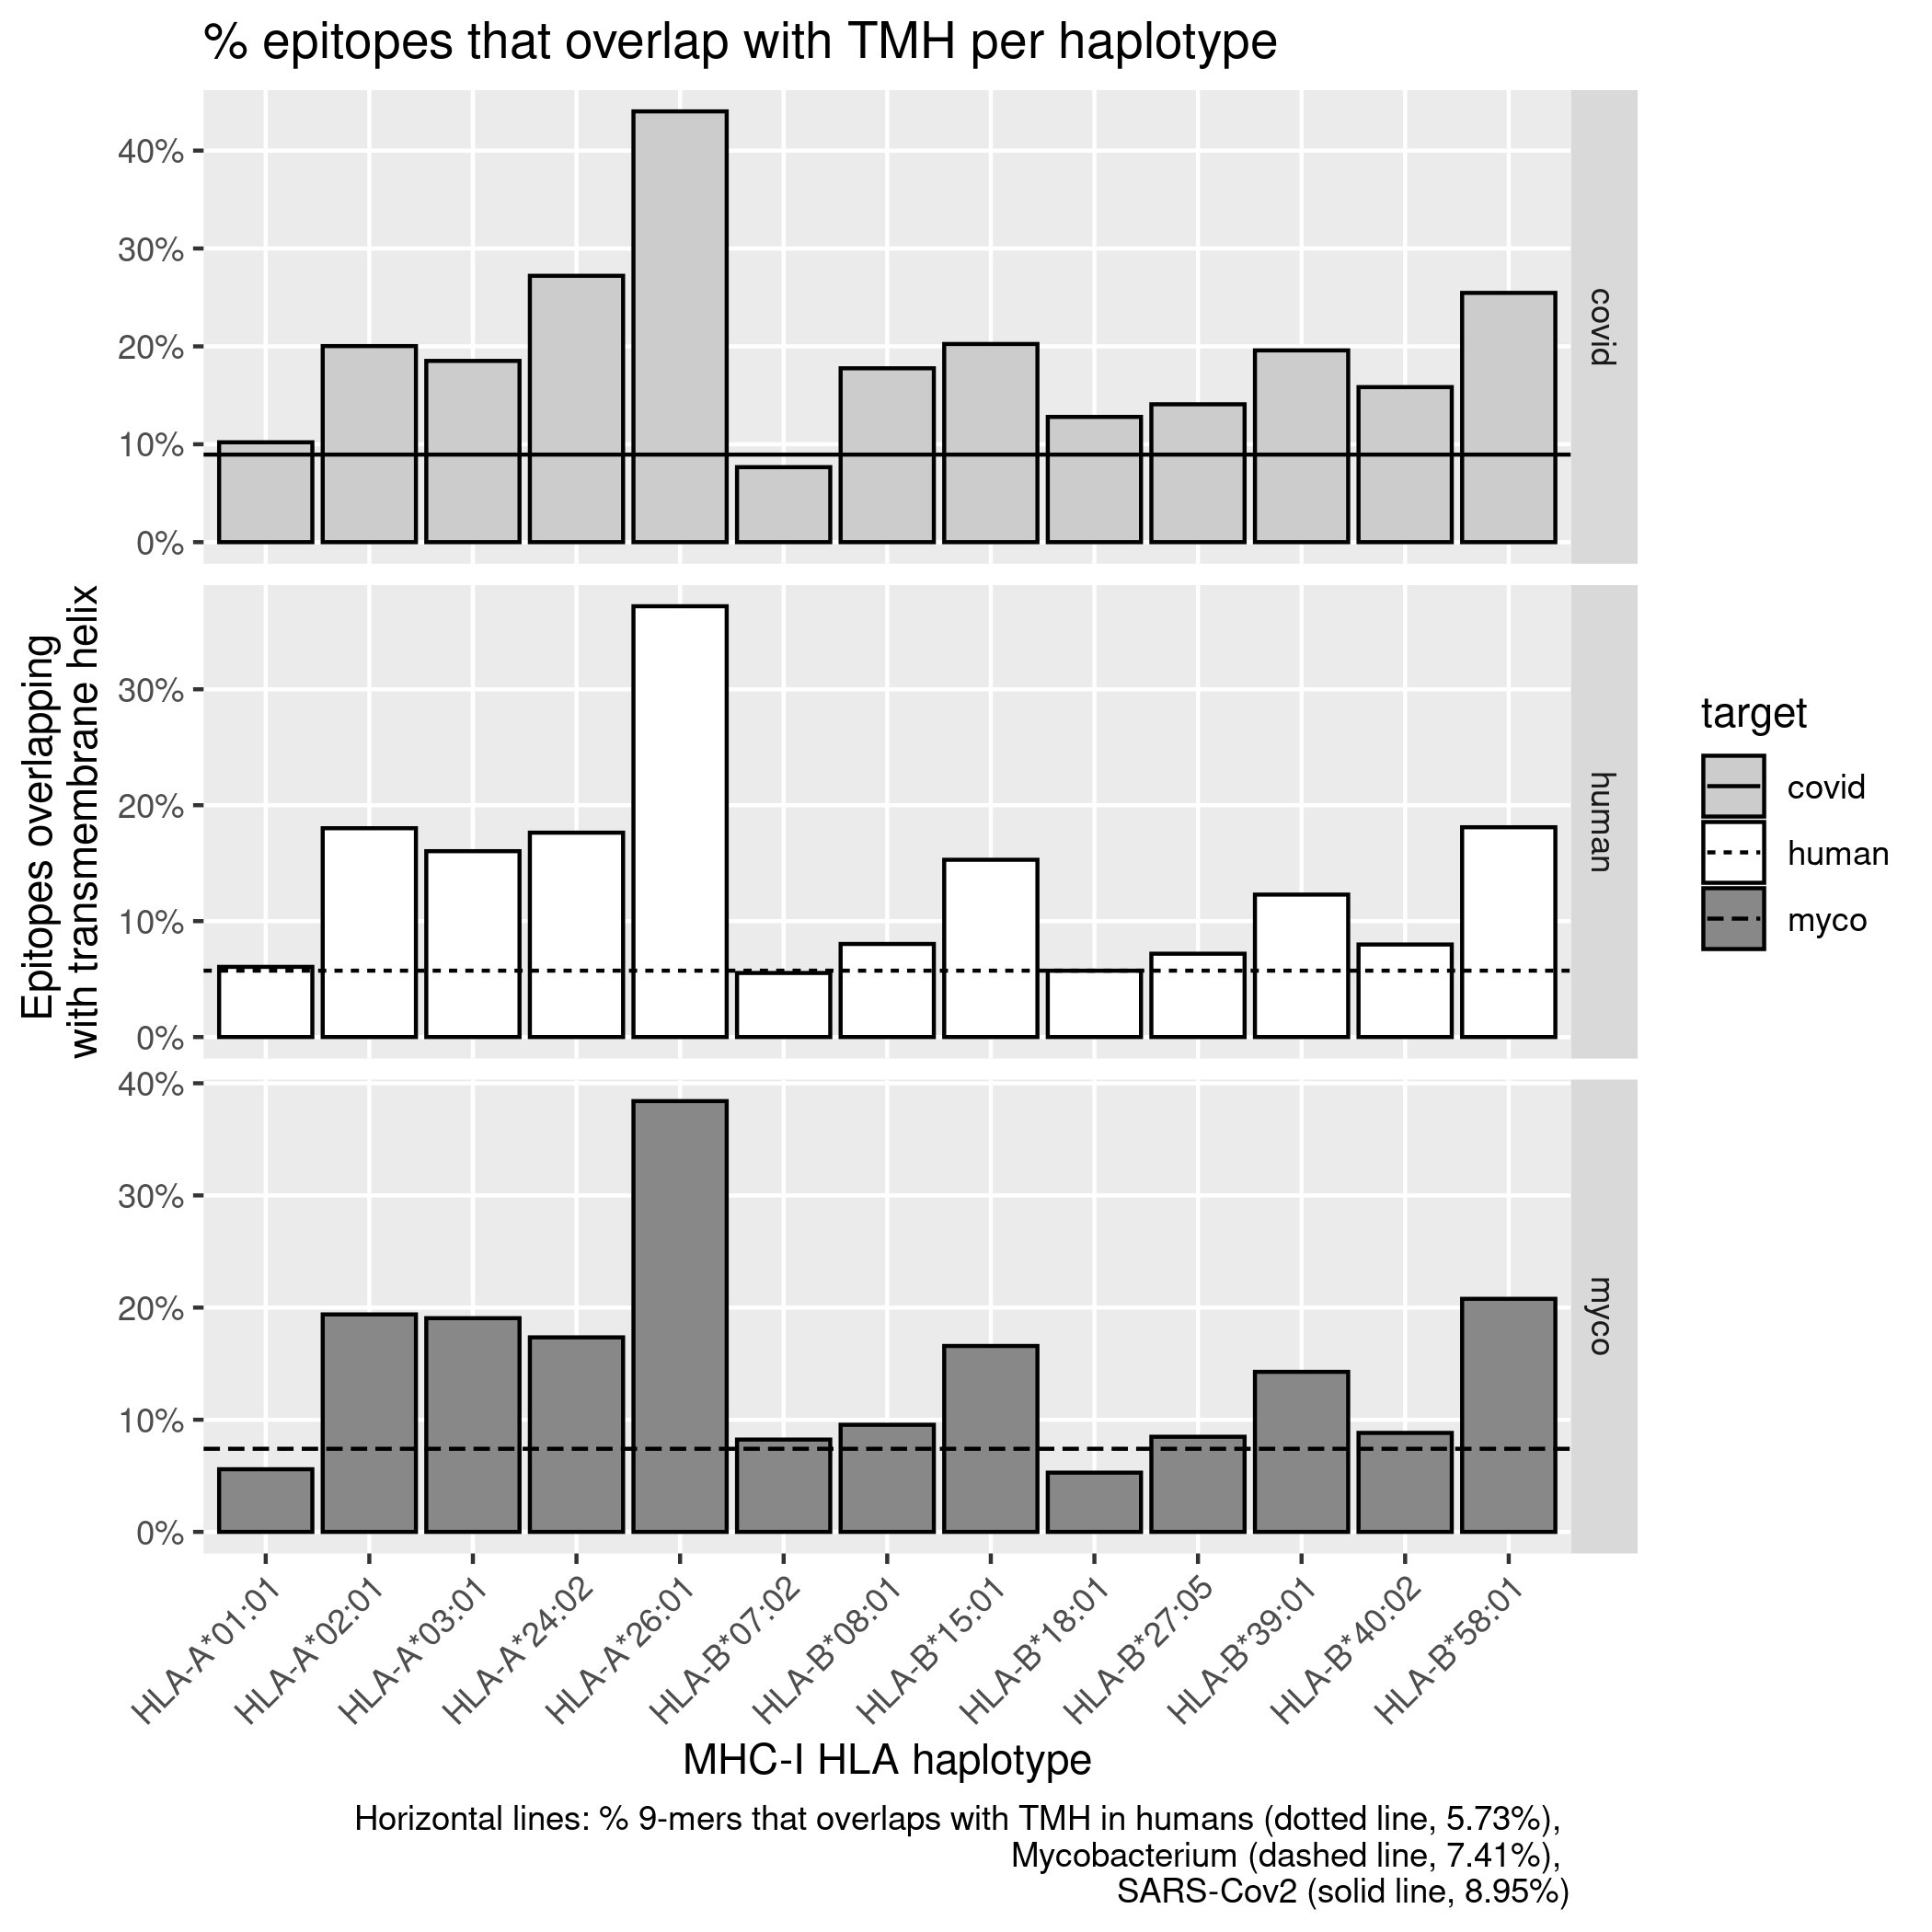 % epitopes that overlap with TMH per haplotype
Epitopes overlapping
with transmembrane helix
40%
30%
20%
10%
0%
covid
30%
20%
10%
0%
human
40%
30%
20%
10%
0%
myco
HLA-A*01:01
HLA-A*02:01
HLA-A*03:01
HLA-A*24:02
HLA-A*26:01
HLA-B*07:02
HLA-B*08:01
HLA-B*15:01
HLA-B*18:01
HLA-B*27:05
HLA-B*39:01
HLA-B*40:02
HLA-B*58:01
MHC-I HLA haplotype
target
covid
human
myco
Horizontal lines: % 9-mers that overlaps with TMH in humans (dotted line, 5.73%),
Mycobacterium (dashed line, 7.41%),
SARS-Cov2 (solid line, 8.95%)